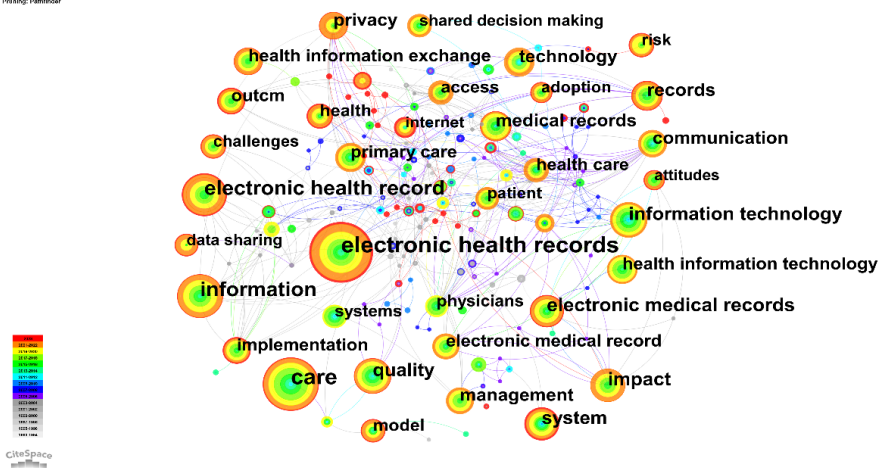 Pruning: Pathfinder
privacy
shared decision making
risk
health information exchange
technology
outcm
access
adoption
records
health
internet
medical records
communication
challenges
primary care
health care
attitudes
electronic health record
patient
information technology
data sharing
electronic health records
health information technology
information
physicians
electronic medical records
systems
implementation
electronic medical record
care
quality
impact
management
model
system
CiteSpace